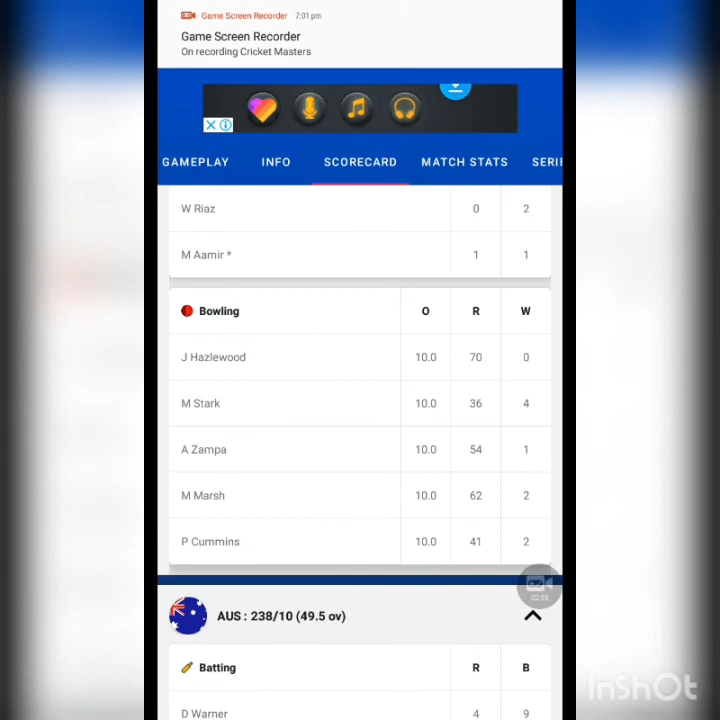 Game Screen Recorder 7:01 pm
Game Screen Recorder
On recording Cricket Masters
GAMEPLAY INFO SCORECARD MATCH STATS SERIE
W Riaz 0 2
M Aamir * 1 1
Bowling O R W
J Hazlewood 10.0 70 0
M Stark 10.0 36 4
A Zampa 10.0 54 1
M Marsh 10.0 62 2
P Cummins 10.0 41 2
02:55
AUS : 238/10 (49.5 ov)
Batting R B
D Warner 4 9
InShOt